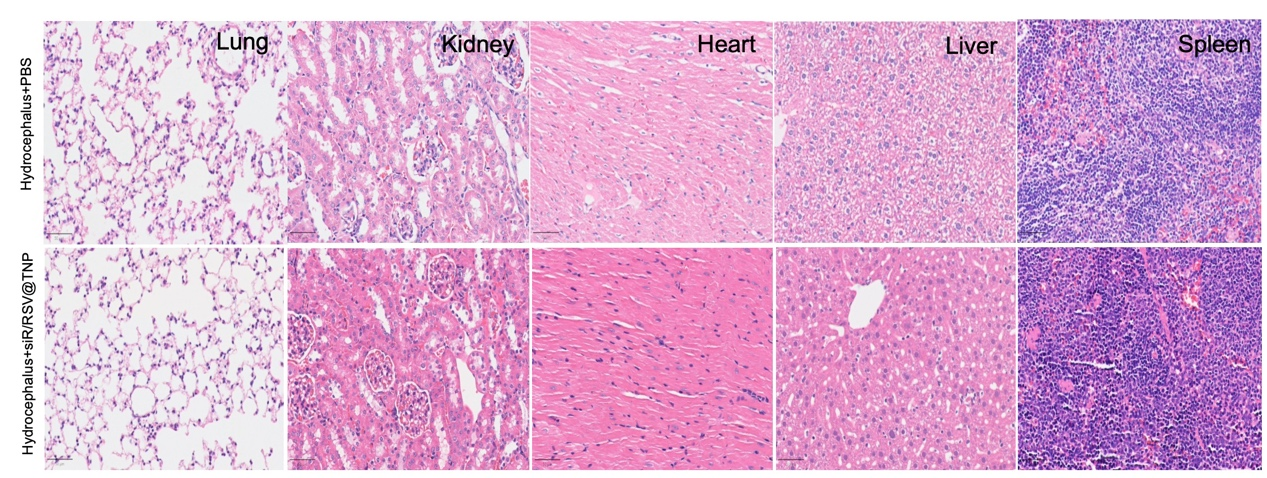 Lung
Kidney
Heart
Liver
Spleen
Hydrocephalus+PBS
Hydrocephalus+siR/RSV@TNP